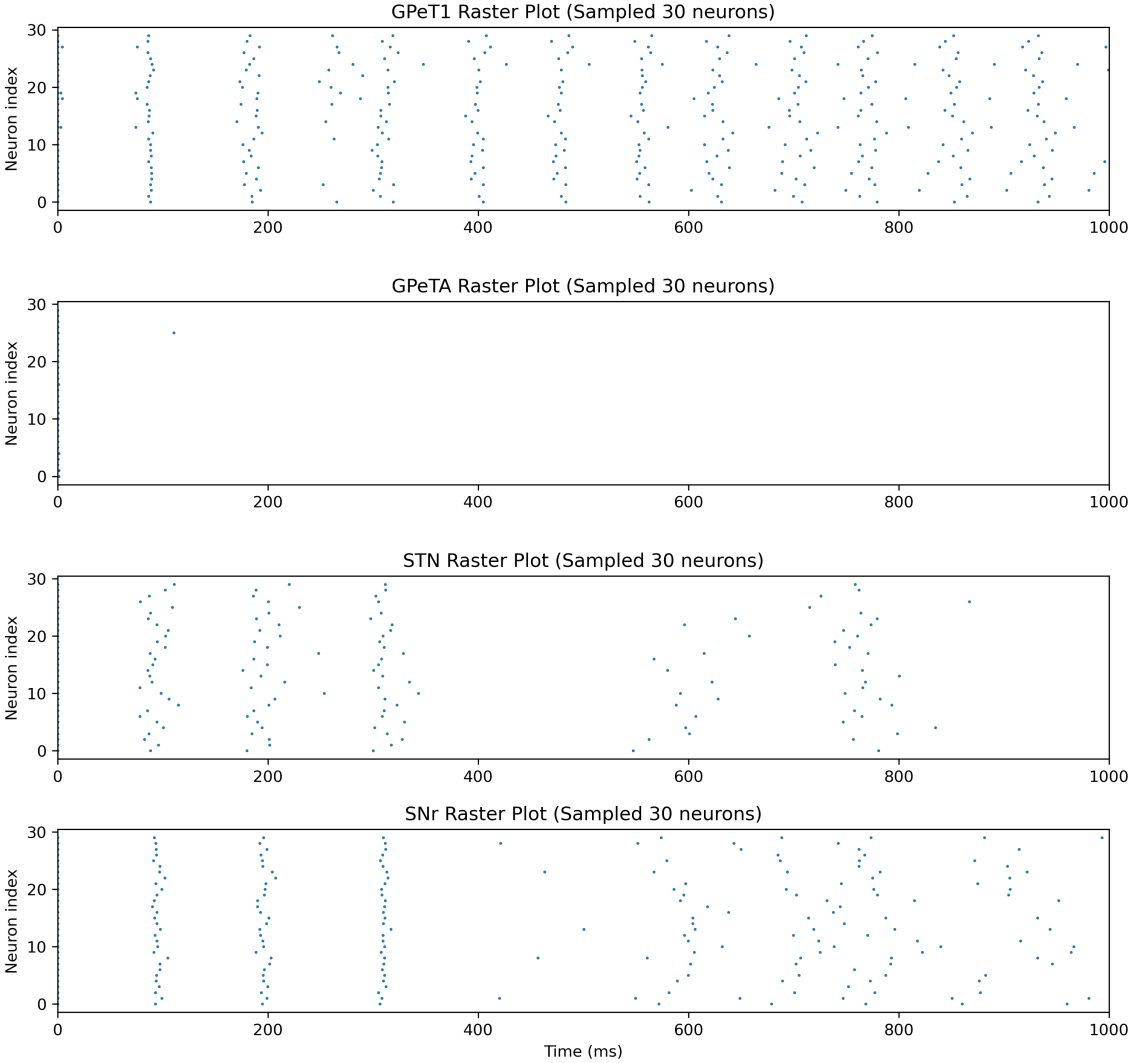 GPeT1 Raster Plot (Sampled 30 neurons)
30
20
10
0
Neuron index
0 200 400 600 800 1000
GPeTA Raster Plot (Sampled 30 neurons)
30
20
10
0
Neuron index
0 200 400 600 800 1000
STN Raster Plot (Sampled 30 neurons)
30
20
10
0
Neuron index
0 200 400 600 800 1000
SNr Raster Plot (Sampled 30 neurons)
30
20
10
0
Neuron index
0 200 400 600 800 1000
Time (ms)